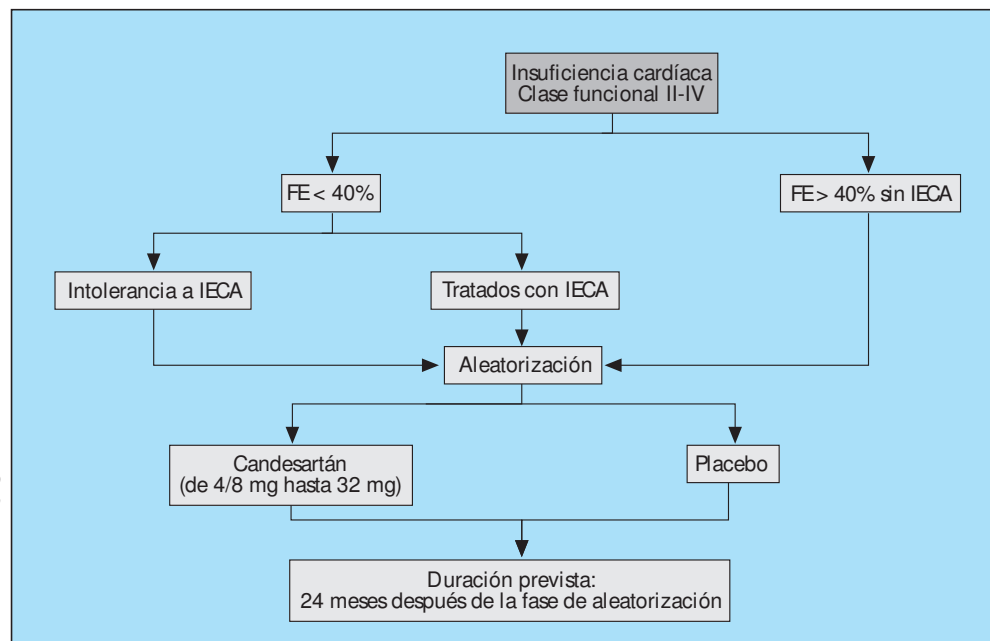 Insuficiencia cardíaca
Clase funcional II-IV
FE < 40%
FE > 40% sin IECA
Intolerancia a IECA
Tratados con IECA
Aleatorización
Candesartán
(de 4/8 mg hasta 32 mg)
Placebo
Duración prevista:
24 meses después de la fase de aleatorización